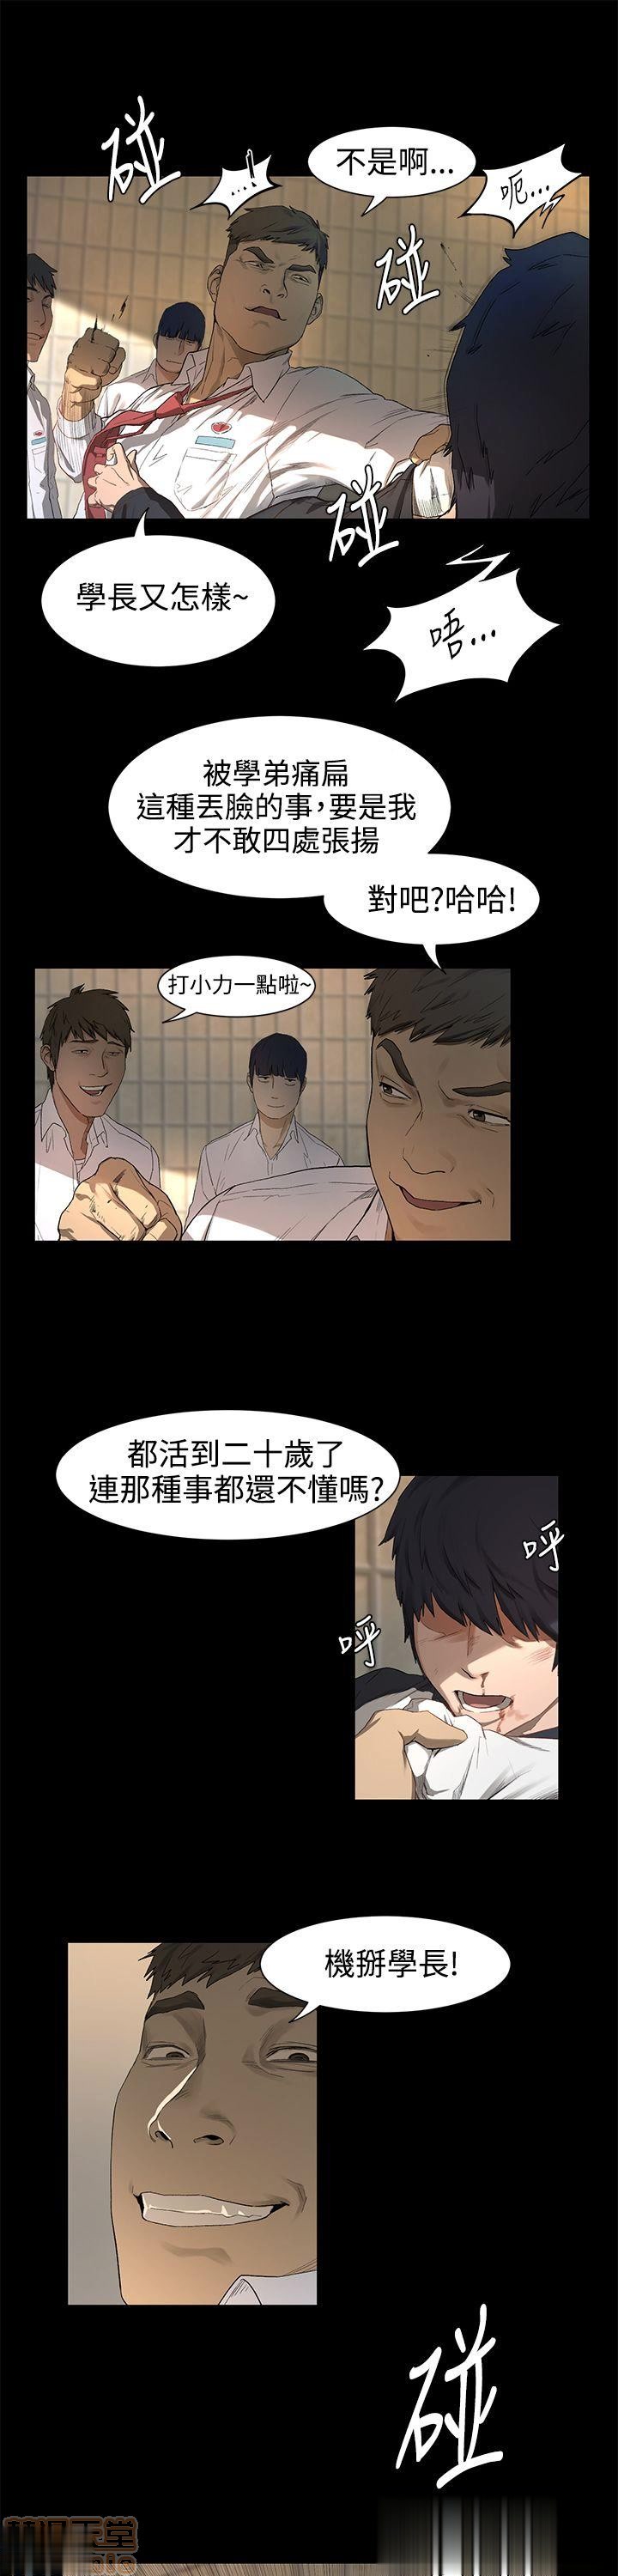 碰
…!
不是啊…
呃…
碰
碰
學長又怎樣~
唔…
被學弟痛扁
這種丟臉的事,要是我
才不敢四處張揚
對吧?哈哈!
打小力一點啦~
都活到二十歲了
連那種事都還不懂嗎?
呼
呼
機掰學長!
碰